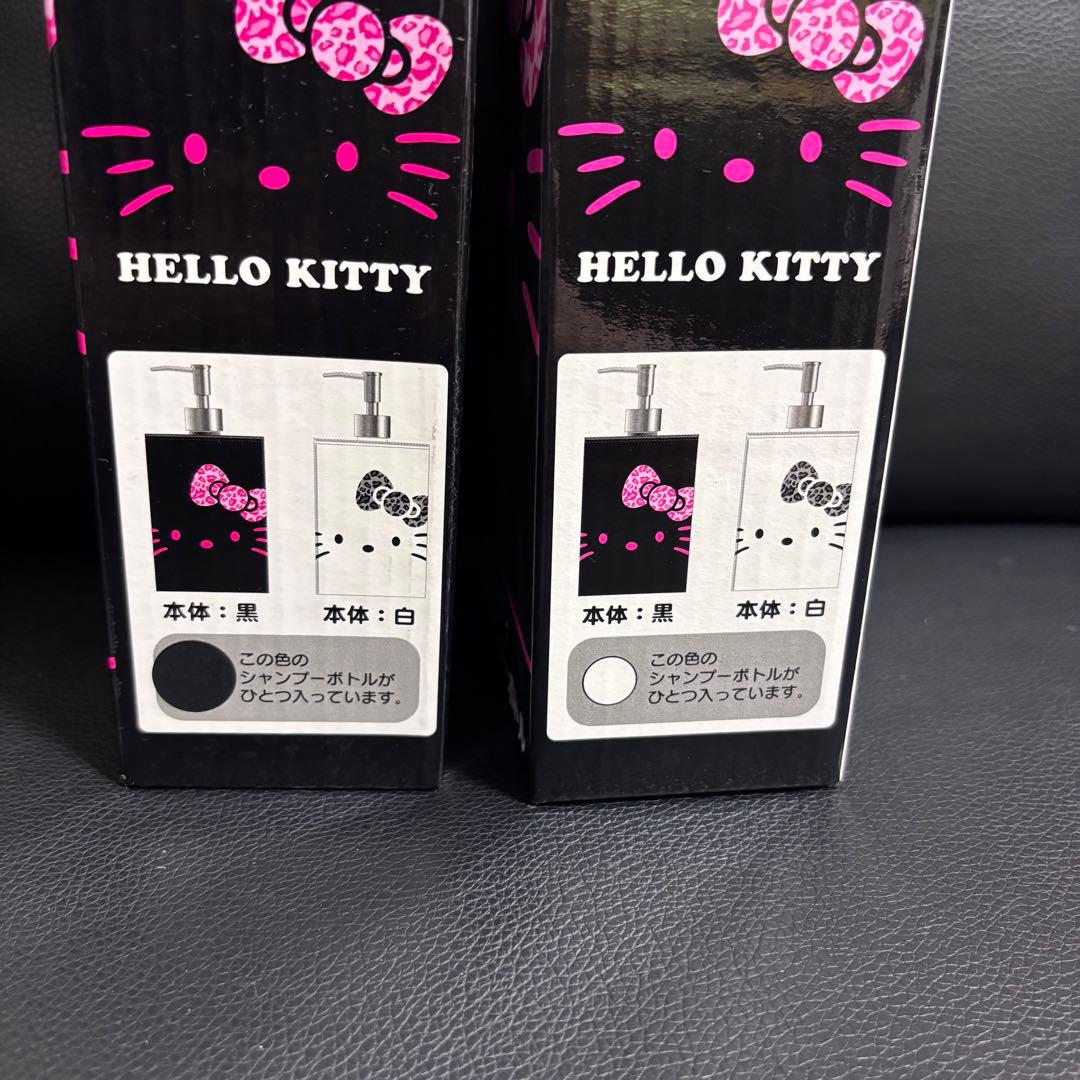 HELLO KITTY
本体：黒
本体：白
この色の
シャンプーボトルが
ひとつ入っています。
HELLO KITTY
本体：黒
本体：白
この色の
シャンプーボトルが
ひとつ入っています。